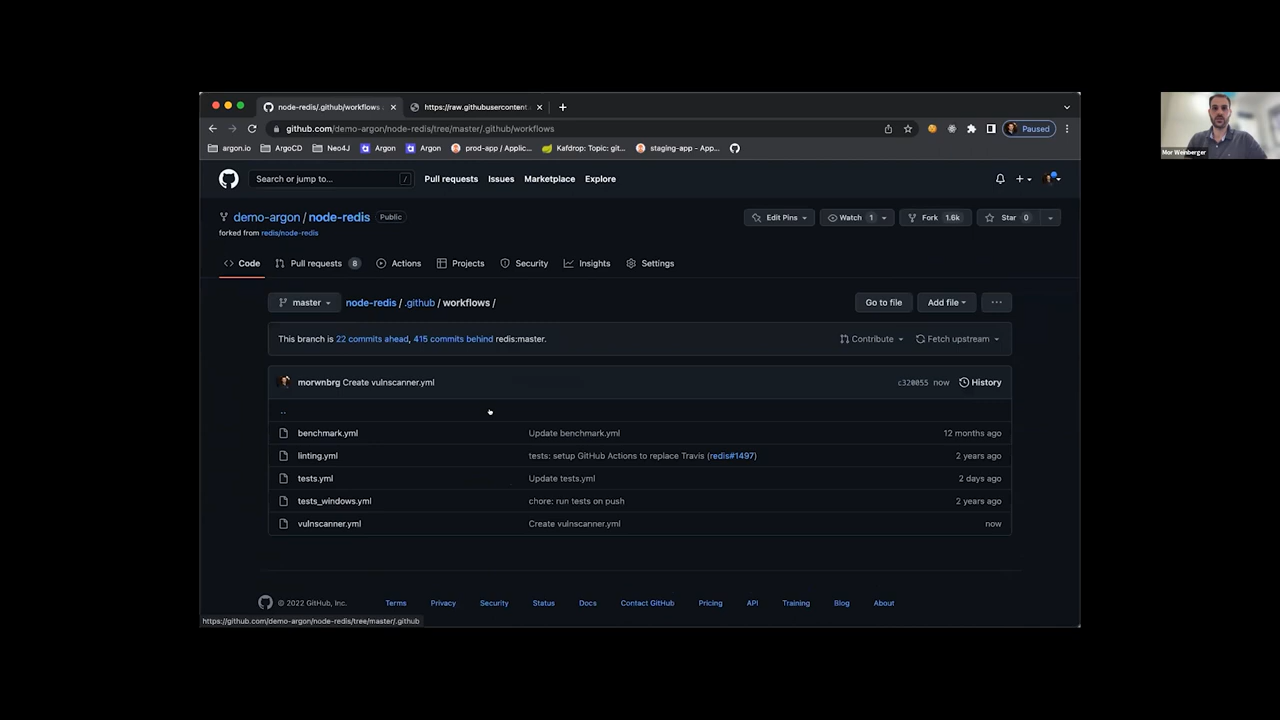 node-redis/.github/workflows
https://raw.githubusercontent
github.com/demo-argon/node-redis/tree/master/.github/workflows
Paused
argon.io
ArgoCD
Neo4J
Argon
Argon
prod-app / Applic...
Kafdrop: Topic: git...
staging-app - App...
Search or jump to...
/
Pull requests
Issues
Marketplace
Explore
demo-argon / node-redis
Public
Edit Pins
Watch 1
Fork 1.6k
Star 0
forked from redis/node-redis
Code
Pull requests 8
Actions
Projects
Security
Insights
Settings
master
node-redis / .github / workflows /
Go to file
Add file
...
This branch is 22 commits ahead, 415 commits behind redis:master.
Contribute
Fetch upstream
morwnbrg Create vulnscanner.yml
c320055 now
History
..
benchmark.yml Update benchmark.yml 12 months ago
linting.yml tests: setup GitHub Actions to replace Travis (redis#1497) 2 years ago
tests.yml Update tests.yml 2 days ago
tests_windows.yml chore: run tests on push 2 years ago
vulnscanner.yml Create vulnscanner.yml now
© 2022 GitHub, Inc.
Terms
Privacy
Security
Status
Docs
Contact GitHub
Pricing
API
Training
Blog
About
https://github.com/demo-argon/node-redis/tree/master/.github
Mor Weinberger